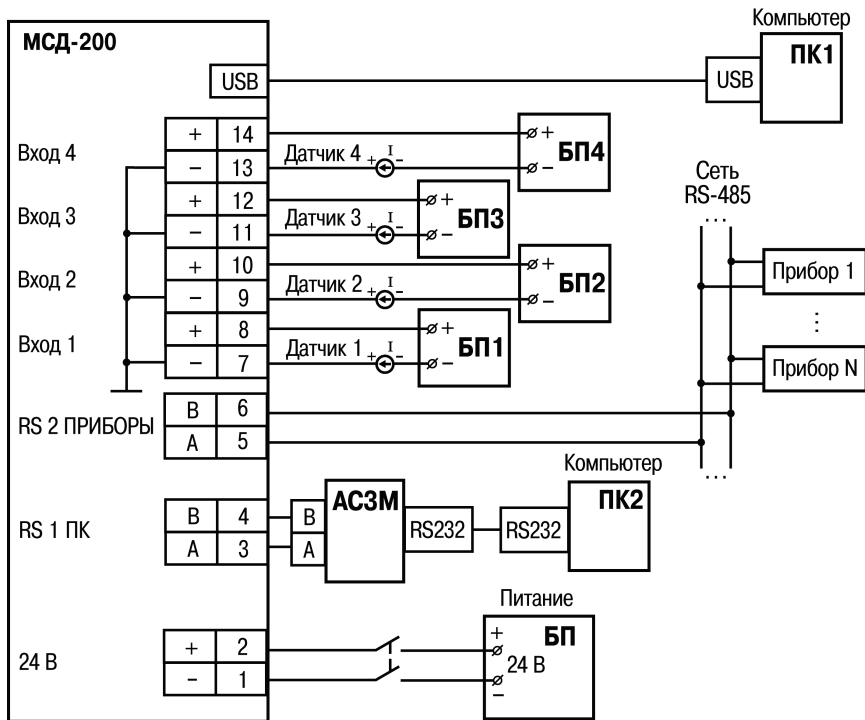 Компьютер
МСД-200
ПК1
USB
USB
+ 14
Вход 4
Датчик 4 + I -
+
БП4
- 13
-
Сеть
RS-485
...
+ 12
Вход 3
Датчик 3 + I -
+
БП3
- 11
-
+ 10
Вход 2
Датчик 2 + I -
+
БП2
- 9
-
Прибор 1
...
+ 8
Вход 1
Датчик 1 + I -
+
БП1
- 7
-
Прибор N
RS 2 ПРИБОРЫ
B 6
A 5
...
Компьютер
RS 1 ПК
B 4
A 3
B
A
АС3М
RS232
RS232
ПК2
Питание
24 В
+ 2
- 1
+
24 В
-
БП